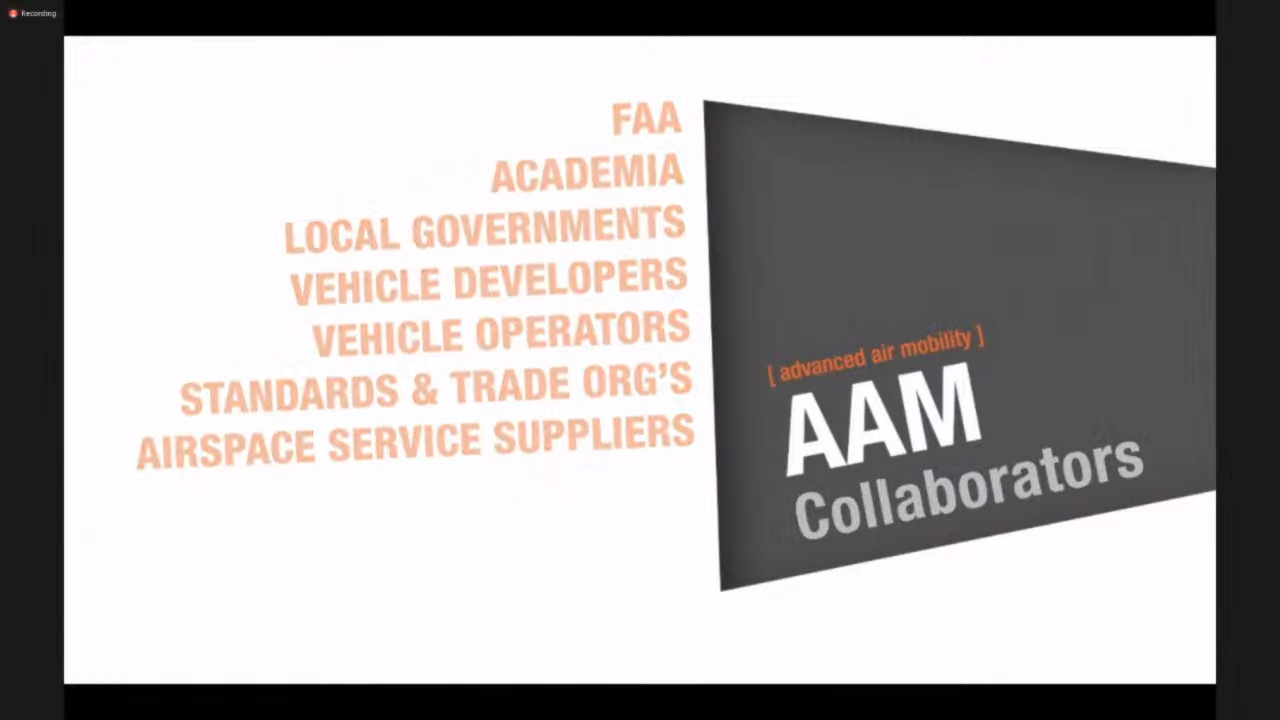 Recording
FAA
ACADEMIA
LOCAL GOVERNMENTS
VEHICLE DEVELOPERS
VEHICLE OPERATORS
STANDARDS & TRADE ORG'S
AIRSPACE SERVICE SUPPLIERS
[ advanced air mobility ]
AAM
Collaborators